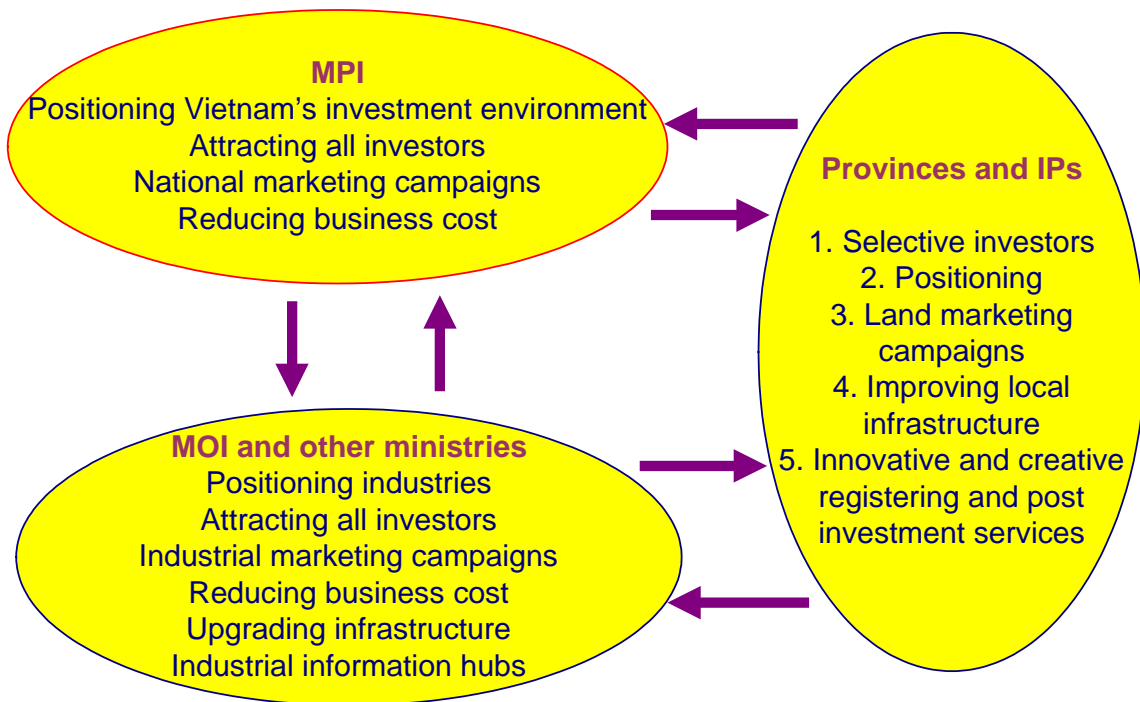 MPI
Positioning Vietnam’s investment environment
Attracting all investors
National marketing campaigns
Reducing business cost
Provinces and IPs
1. Selective investors
2. Positioning
3. Land marketing
campaigns
4. Improving local
infrastructure
5. Innovative and creative
registering and post
investment services
MOI and other ministries
Positioning industries
Attracting all investors
Industrial marketing campaigns
Reducing business cost
Upgrading infrastructure
Industrial information hubs